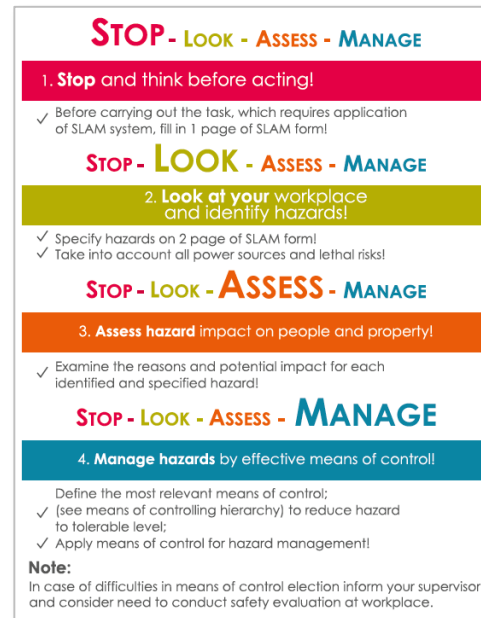 STOP - LOOK - ASSESS - MANAGE
1. Stop and think before acting!
✓ Before carrying out the task, which requires application
of SLAM system, fill in 1 page of SLAM form!
STOP - LOOK - ASSESS - MANAGE
2. Look at your workplace
and identify hazards!
✓ Specify hazards on 2 page of SLAM form!
✓ Take into account all power sources and lethal risks!
STOP - LOOK - ASSESS - MANAGE
3. Assess hazard impact on people and property!
✓ Examine the reasons and potential impact for each
identified and specified hazard!
STOP - LOOK - ASSESS - MANAGE
4. Manage hazards by effective means of control!
Define the most relevant means of control;
✓ (see means of controlling hierarchy) to reduce hazard
to tolerable level;
✓ Apply means of control for hazard management!
Note:
In case of difficulties in means of control election inform your supervisor
and consider need to conduct safety evaluation at workplace.